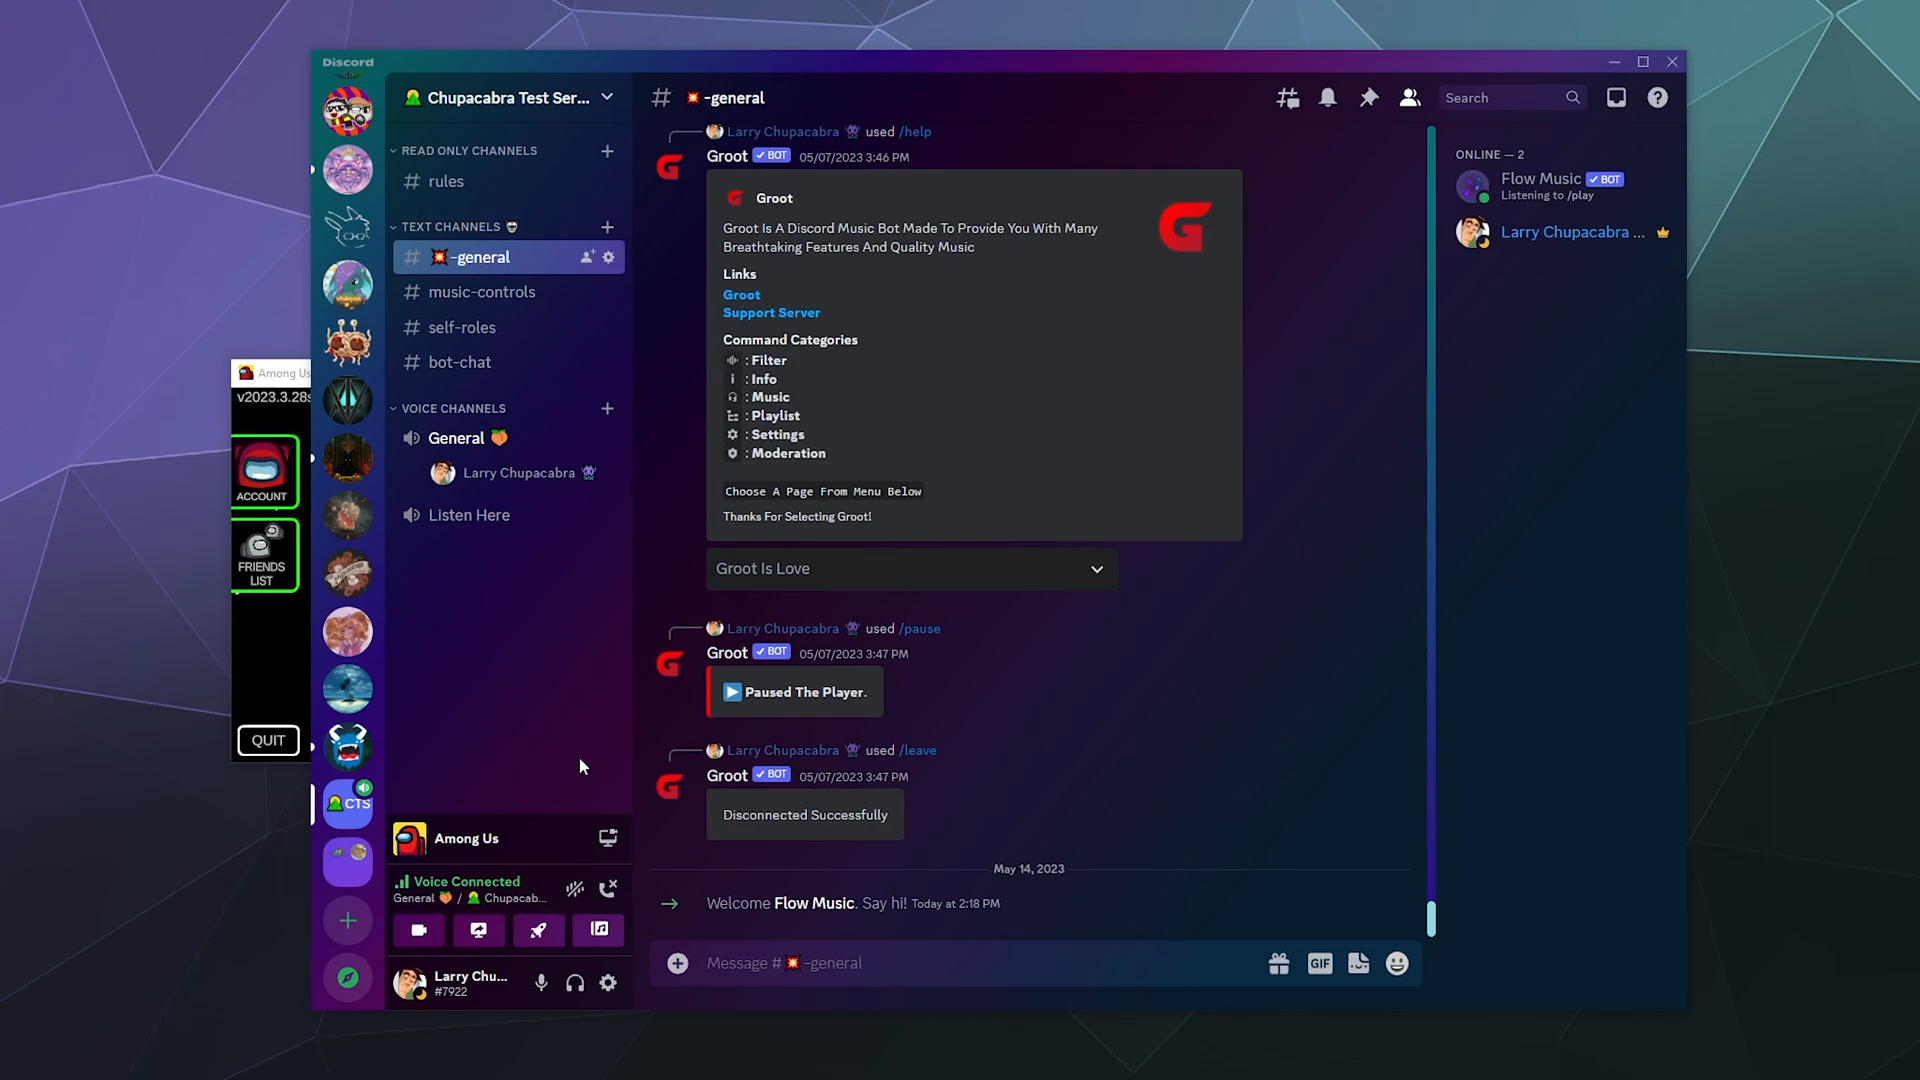 Discord
Among Us
v2023.3.28s
ACCOUNT
FRIENDS
LIST
QUIT
CTS
Chupacabra Test Ser...
READ ONLY CHANNELS
rules
TEXT CHANNELS
-general
music-controls
self-roles
bot-chat
VOICE CHANNELS
General
Larry Chupacabra
Listen Here
Among Us
Voice Connected
General / Chupacab...
Larry Chu...
#7922
-general
Search
Larry Chupacabra used /help
Groot BOT 05/07/2023 3:46 PM
Groot
Groot Is A Discord Music Bot Made To Provide You With Many
Breathtaking Features And Quality Music
Links
Groot
Support Server
Command Categories
: Filter
: Info
: Music
: Playlist
: Settings
: Moderation
Choose A Page From Menu Below
Thanks For Selecting Groot!
Groot Is Love
Larry Chupacabra used /pause
Groot BOT 05/07/2023 3:47 PM
Paused The Player.
Larry Chupacabra used /leave
Groot BOT 05/07/2023 3:47 PM
Disconnected Successfully
May 14, 2023
Welcome Flow Music. Say hi! Today at 2:18 PM
Message # -general
GIF
ONLINE — 2
Flow Music BOT
Listening to /play
Larry Chupacabra ...